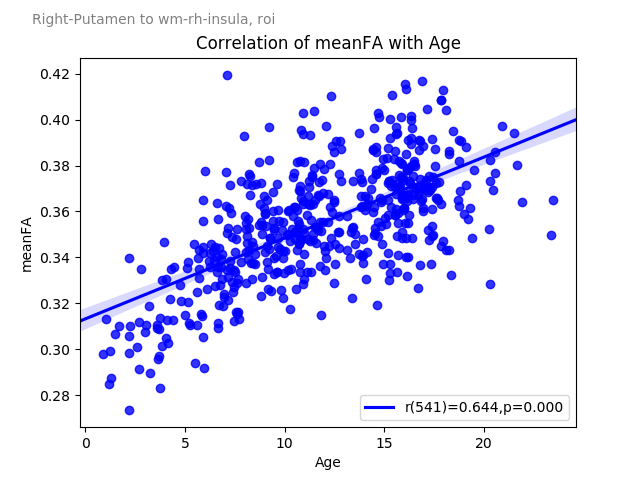 Right-Putamen to wm-rh-insula, roi
Correlation of meanFA with Age
meanFA
0.42
0.40
0.38
0.36
0.34
0.32
0.30
0.28
r(541)=0.644,p=0.000
0 5 10 15 20
Age